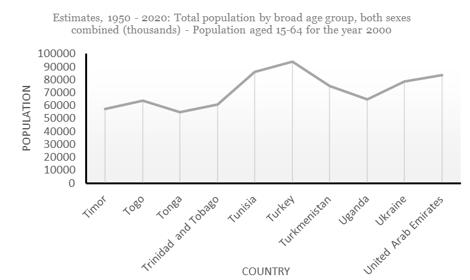 Estimates, 1950 - 2020: Total population by broad age group, both sexes
combined (thousands) - Population aged 15-64 for the year 2000
POPULATION
100000
90000
80000
70000
60000
50000
40000
30000
20000
10000
0
Timor
Togo
Tonga
Trinidad and Tobago
Tunisia
Turkey
Turkmenistan
Uganda
Ukraine
United Arab Emirates
COUNTRY